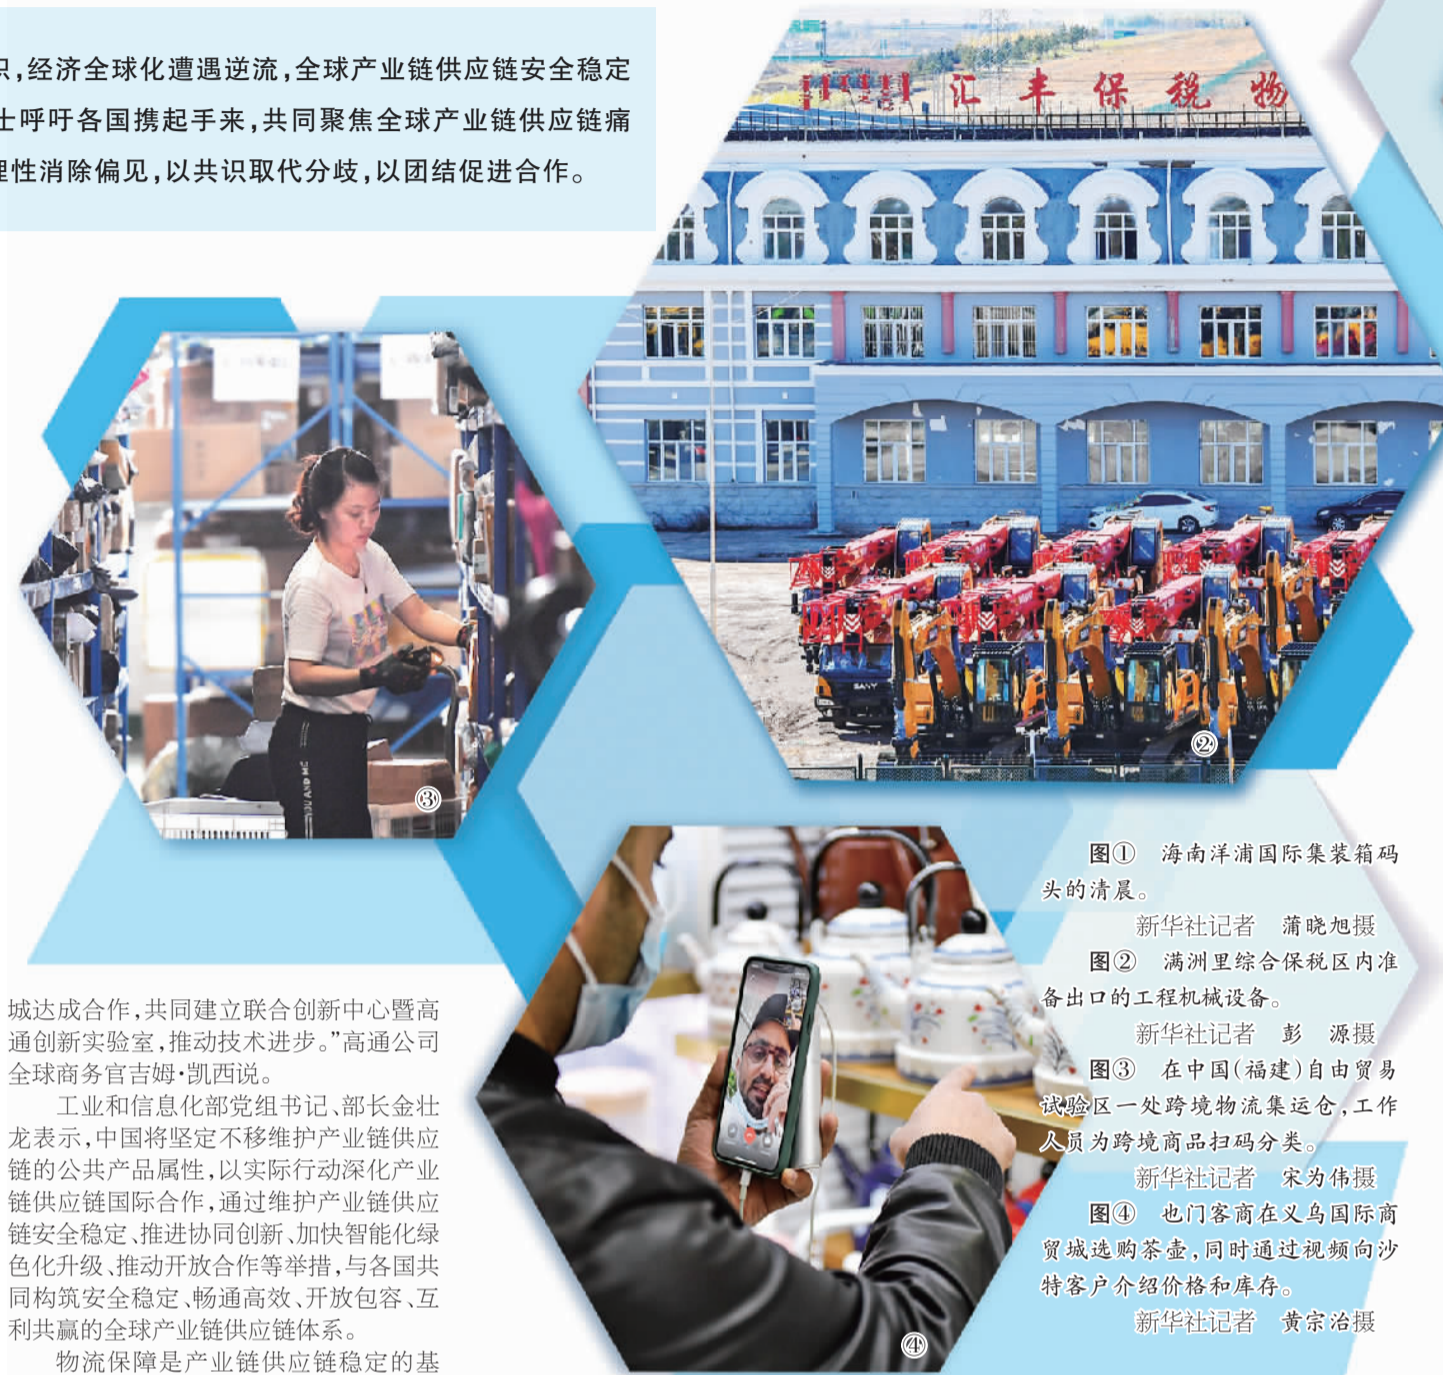 识,经济全球化遭遇逆流,全球产业链供应链安全稳定
士呼吁各国携起手来,共同聚焦全球产业链供应链痛
理性消除偏见,以共识取代分歧,以团结促进合作。
汇丰保税物
SANY
②
YOU AND ME
③
④
图① 海南洋浦国际集装箱码
头的清晨。
新华社记者 蒲晓旭摄
图② 满洲里综合保税区内准
备出口的工程机械设备。
新华社记者 彭 源摄
图③ 在中国(福建)自由贸易
试验区一处跨境物流集运仓,工作
人员为跨境商品扫码分类。
新华社记者 宋为伟摄
图④ 也门客商在义乌国际商
贸城选购茶壶,同时通过视频向沙
特客户介绍价格和库存。
新华社记者 黄宗治摄
城达成合作,共同建立联合创新中心暨高
通创新实验室,推动技术进步。”高通公司
全球商务官吉姆·凯西说。
工业和信息化部党组书记、部长金壮
龙表示,中国将坚定不移维护产业链供应
链的公共产品属性,以实际行动深化产业
链供应链国际合作,通过维护产业链供应
链安全稳定、推进协同创新、加快智能化绿
色化升级、推动开放合作等举措,与各国共
同构筑安全稳定、畅通高效、开放包容、互
利共赢的全球产业链供应链体系。
物流保障是产业链供应链稳定的基